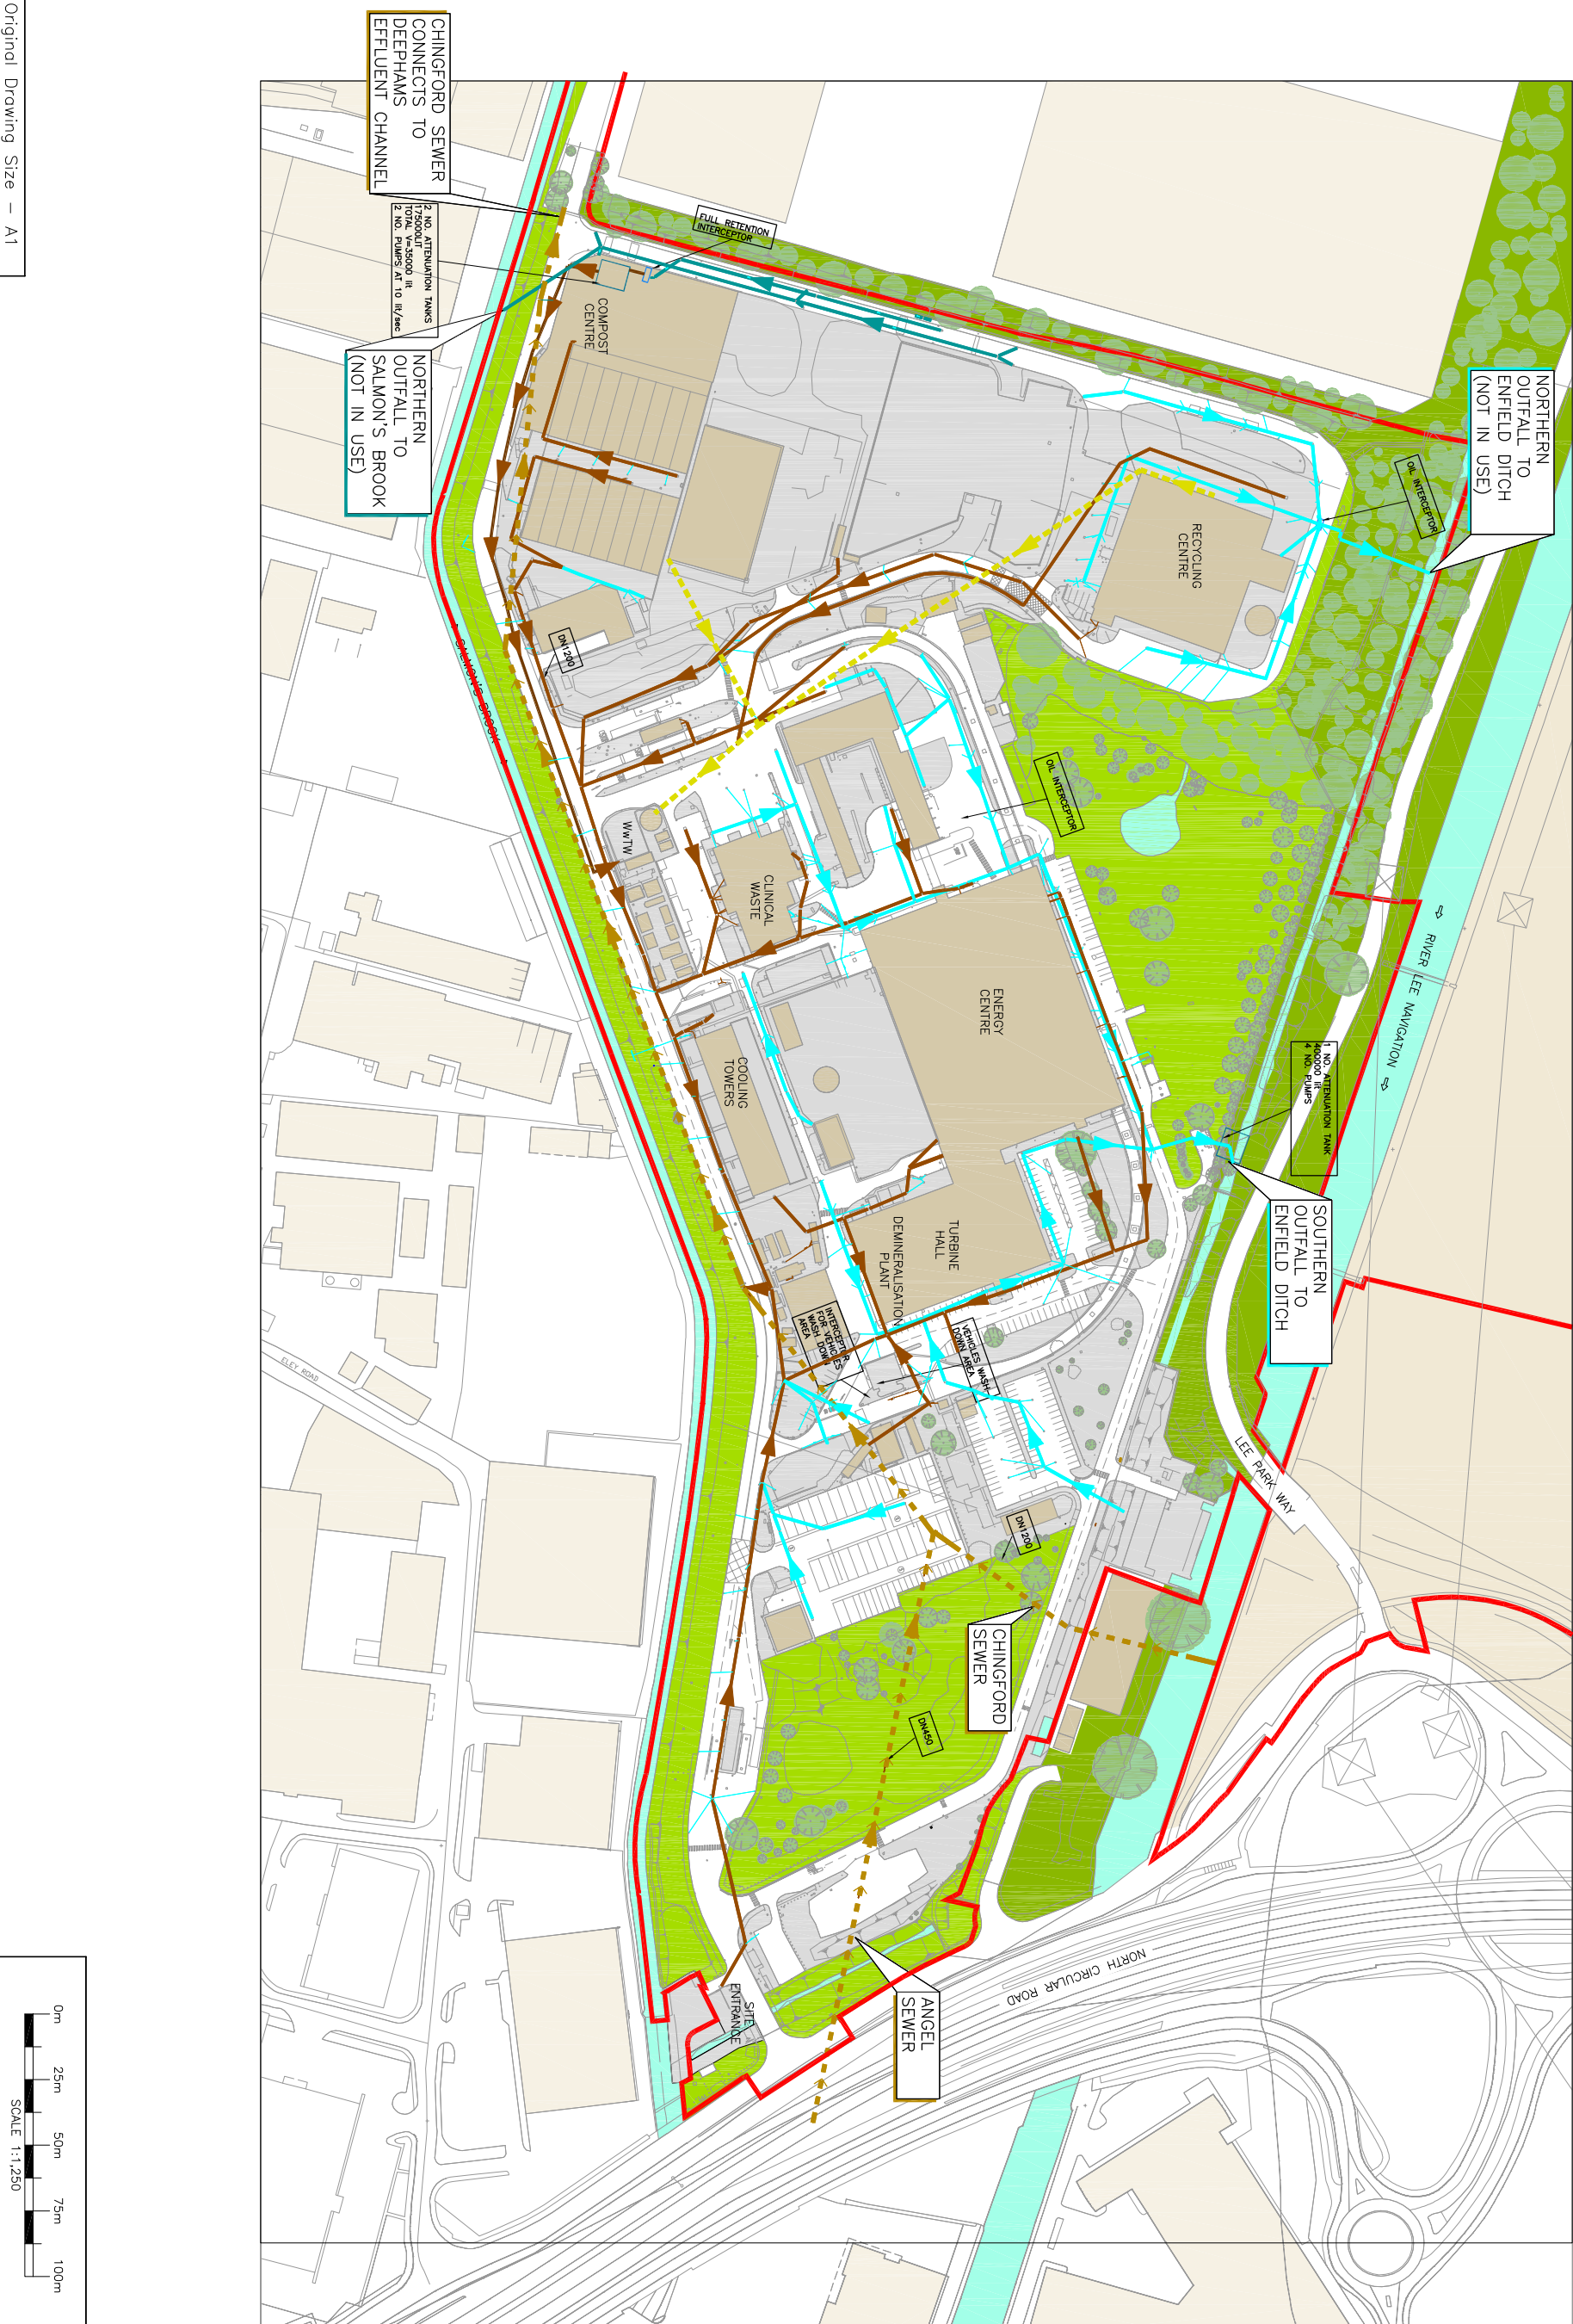 Original Drawing Size - A1
CHINGFORD SEWER
CONNECTS TO
DEEPHAMS
EFFLUENT CHANNEL
2 NO. ATTENUATION TANKS
175000LIT
TOTAL V=35000 lit
2 NO. PUMPS AT 10 lit/sec
NORTHERN
OUTFALL TO
SALMON'S BROOK
(NOT IN USE)
FULL RETENTION
INTERCEPTOR
COMPOST
CENTRE
NORTHERN
OUTFALL TO
ENFIELD DITCH
(NOT IN USE)
OIL INTERCEPTOR
RECYCLING
CENTRE
DN1200
SALMON'S BROOK
OIL INTERCEPTOR
WwTW
CLINICAL
WASTE
ENERGY
CENTRE
COOLING
TOWERS
RIVER LEE NAVIGATION
1 NO. ATTENUATION TANK
400000 lit
4 NO. PUMPS
SOUTHERN
OUTFALL TO
ENFIELD DITCH
TURBINE
HALL
DEMINERALISATION
PLANT
INTERCEPTOR
FOR VEHICLES
WASH DOWN
AREA
VEHICLES WASH
DOWN AREA
LEE PARK WAY
ELEY ROAD
DN1200
CHINGFORD
SEWER
DN450
ANGEL
SEWER
NORTH CIRCULAR ROAD
SITE
ENTRANCE
0m 25m 50m 75m 100m
SCALE 1:1,250